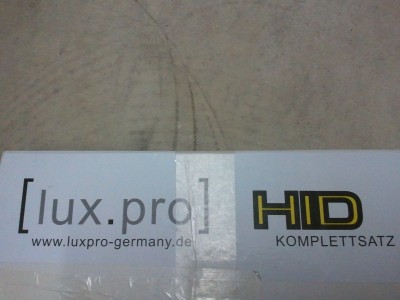 [lux.pro]
www.luxpro-germany.de
HID
KOMPLETTSATZ